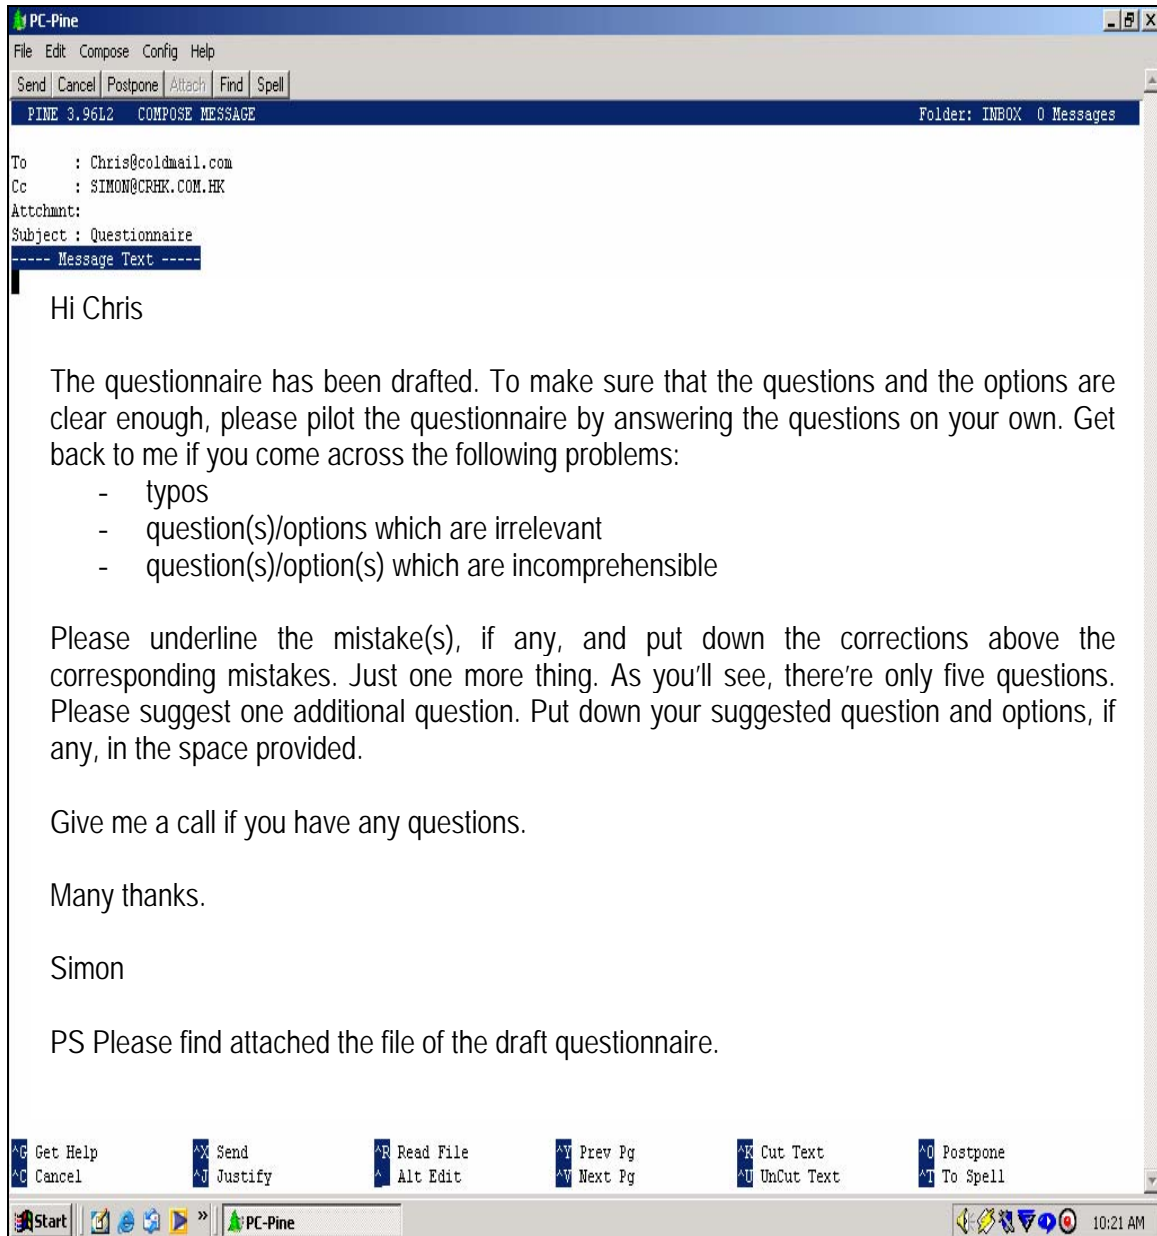 PC-Pine
File Edit Compose Config Help
Send Cancel Postpone Attach Find Spell
PINE 3.96L2 COMPOSE MESSAGE Folder: INBOX 0 Messages
To : Chris@coldmail.com
Cc : SIMON@CRHK.COM.HK
Attchmnt:
Subject : Questionnaire
----- Message Text -----
Hi Chris
The questionnaire has been drafted. To make sure that the questions and the options are
clear enough, please pilot the questionnaire by answering the questions on your own. Get
back to me if you come across the following problems:
- typos
- question(s)/options which are irrelevant
- question(s)/option(s) which are incomprehensible
Please underline the mistake(s), if any, and put down the corrections above the
corresponding mistakes. Just one more thing. As you'll see, there're only five questions.
Please suggest one additional question. Put down your suggested question and options, if
any, in the space provided.
Give me a call if you have any questions.
Many thanks.
Simon
PS Please find attached the file of the draft questionnaire.
^G Get Help ^X Send ^R Read File ^Y Prev Pg ^K Cut Text ^O Postpone
^C Cancel ^J Justify ^_ Alt Edit ^V Next Pg ^U UnCut Text ^T To Spell
Start » PC-Pine 10:21 AM